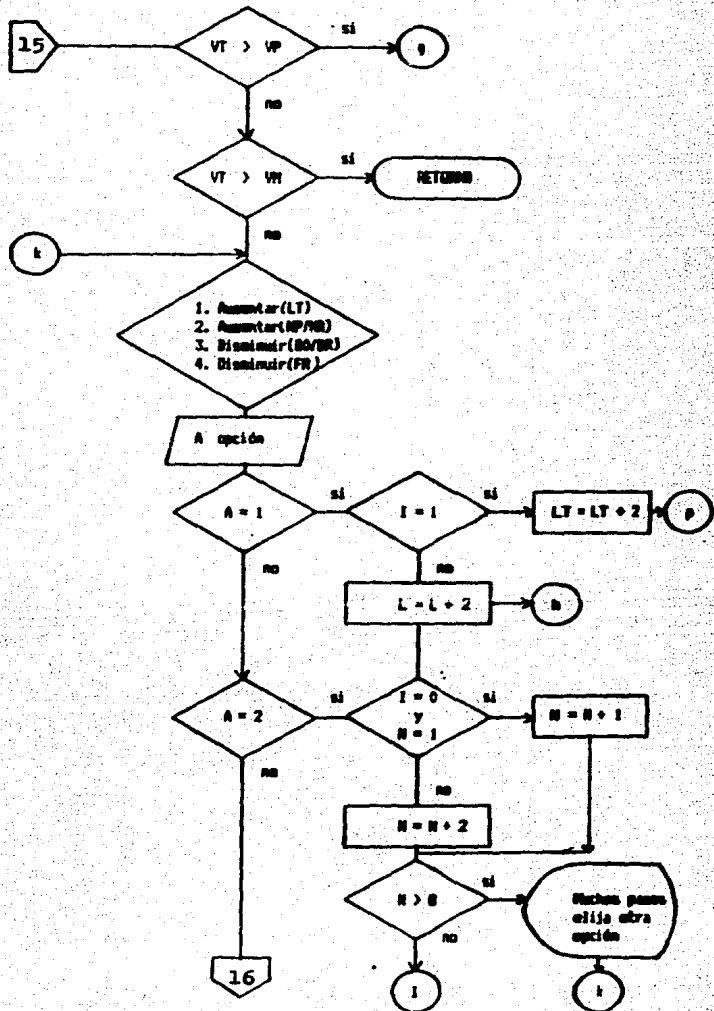 15
VT > VP
si
g
no
VT > VM
si
RETORNO
no
k
1. Aumentar(LT)
2. Aumentar(NP/NR)
3. Disminuir(BO/BR)
4. Disminuir(FR)
A opción
A = 1
si
I = 1
si
LT = LT + 2
p
no
no
L = L + 2
h
A = 2
si
I = 0
y
N = 1
si
N = N + 1
no
no
N = N + 2
N > 8
si
Muchos pasos
elija otra
opción
no
16
k